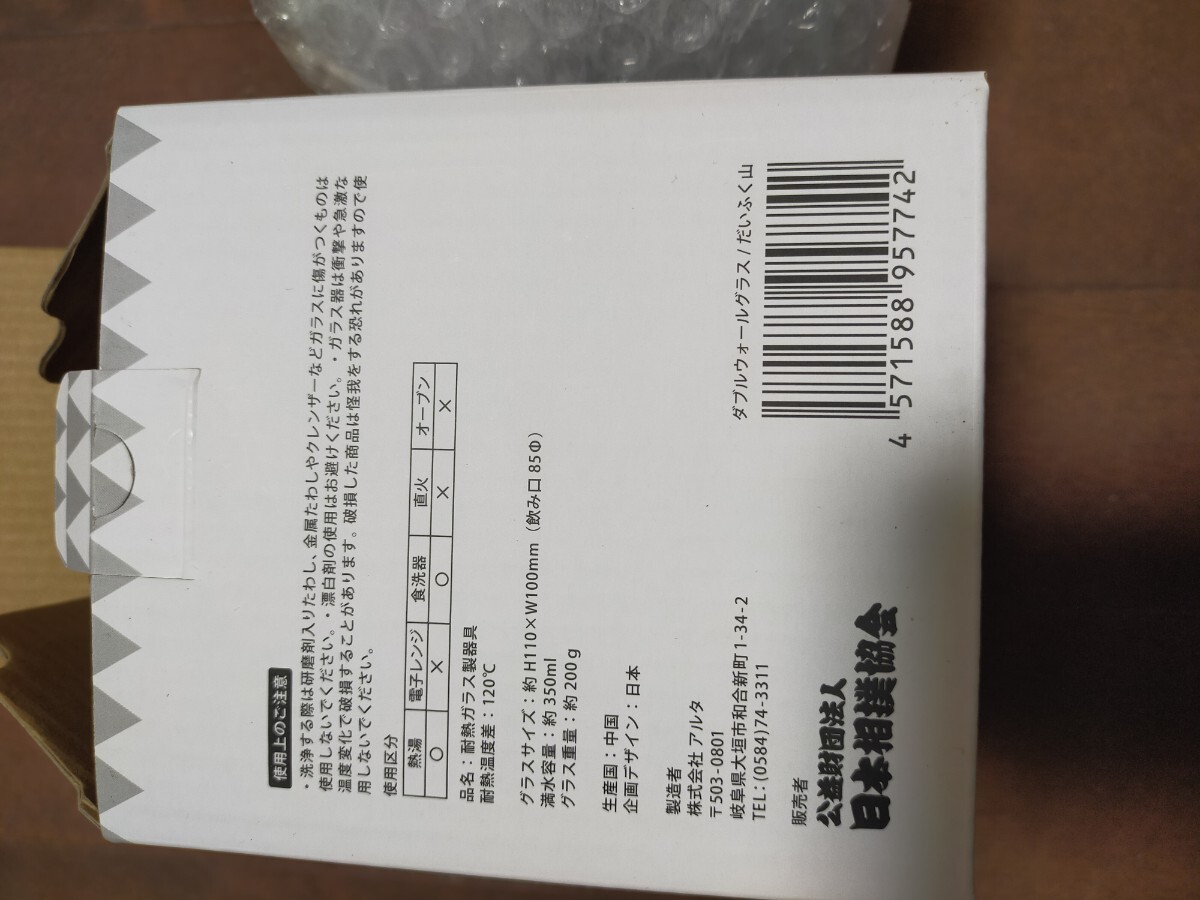 使用上のご注意
・洗浄する際は研磨剤入りたわし、金属たわしやクレンザーなどガラスに傷がつくものは
使用しないでください。・漂白剤の使用はお避けください。・ガラス器は衝撃や急激な
温度変化で破損することがあります。破損した商品は怪我をする恐れがありますので使
用しないでください。
使用区分
熱湯 電子レンジ 食洗器 直火 オーブン
○ × ○ × ×
品名：耐熱ガラス製器具
耐熱温度差：120℃
グラスサイズ：約 H110×W100mm（飲み口 85Φ）
満水容量：約 350ml
グラス重量：約 200g
生産国：中国
企画デザイン：日本
製造者
株式会社 アルタ
〒503-0801
岐阜県大垣市和合新町 1-34-2
TEL：(0584)74-3311
販売者
公益財団法人
日本相撲協会
ダブルウォールグラス / だいふく山
4 571588 957742